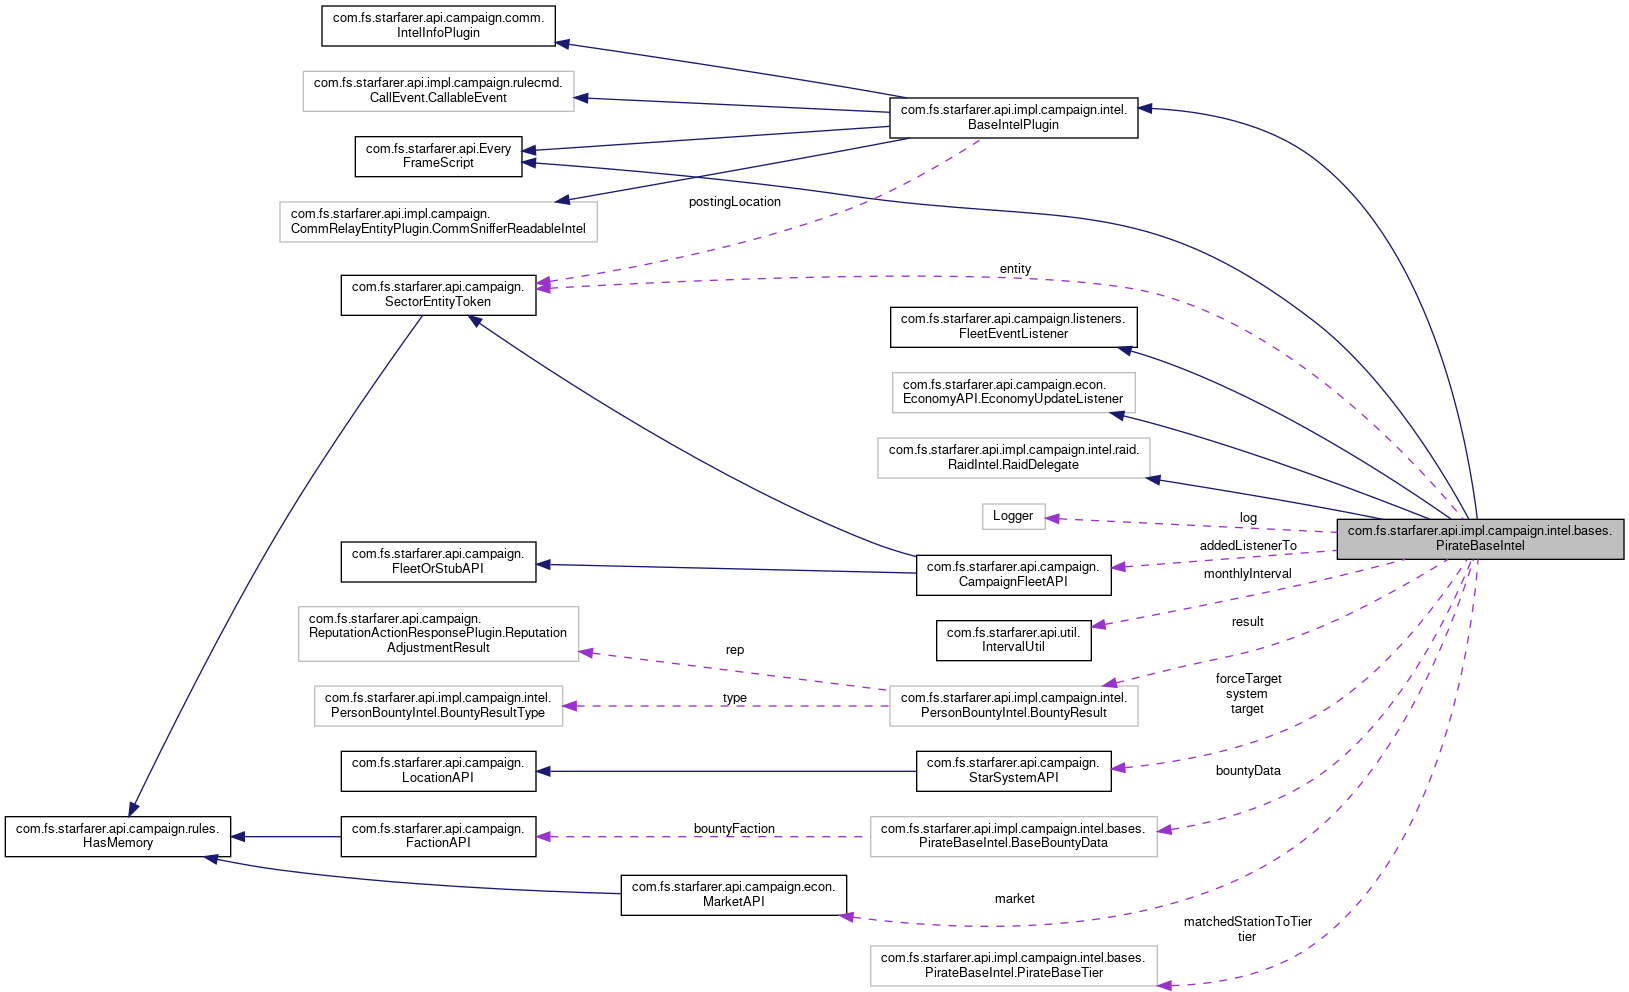 com.fs.starfarer.api.campaign.comm.
IntelInfoPlugin
com.fs.starfarer.api.impl.campaign.rulecmd.
CallEvent.CallableEvent
com.fs.starfarer.api.impl.campaign.intel.
BaseIntelPlugin
com.fs.starfarer.api.Every
FrameScript
postingLocation
com.fs.starfarer.api.impl.campaign.
CommRelayEntityPlugin.CommSnifferReadableIntel
entity
com.fs.starfarer.api.campaign.
SectorEntityToken
com.fs.starfarer.api.campaign.listeners.
FleetEventListener
com.fs.starfarer.api.campaign.econ.
EconomyAPI.EconomyUpdateListener
com.fs.starfarer.api.impl.campaign.intel.raid.
RaidIntel.RaidDelegate
Logger
log
com.fs.starfarer.api.impl.campaign.intel.bases.
PirateBaseIntel
addedListenerTo
com.fs.starfarer.api.campaign.
FleetOrStubAPI
com.fs.starfarer.api.campaign.
CampaignFleetAPI
monthlyInterval
com.fs.starfarer.api.campaign.
ReputationActionResponsePlugin.Reputation
AdjustmentResult
com.fs.starfarer.api.util.
IntervalUtil
result
rep
com.fs.starfarer.api.impl.campaign.intel.
PersonBountyIntel.BountyResultType
type
com.fs.starfarer.api.impl.campaign.intel.
PersonBountyIntel.BountyResult
forceTarget
system
target
com.fs.starfarer.api.campaign.
LocationAPI
com.fs.starfarer.api.campaign.
StarSystemAPI
bountyData
com.fs.starfarer.api.campaign.rules.
HasMemory
com.fs.starfarer.api.campaign.
FactionAPI
bountyFaction
com.fs.starfarer.api.impl.campaign.intel.bases.
PirateBaseIntel.BaseBountyData
com.fs.starfarer.api.campaign.econ.
MarketAPI
market
matchedStationToTier
tier
com.fs.starfarer.api.impl.campaign.intel.bases.
PirateBaseIntel.PirateBaseTier